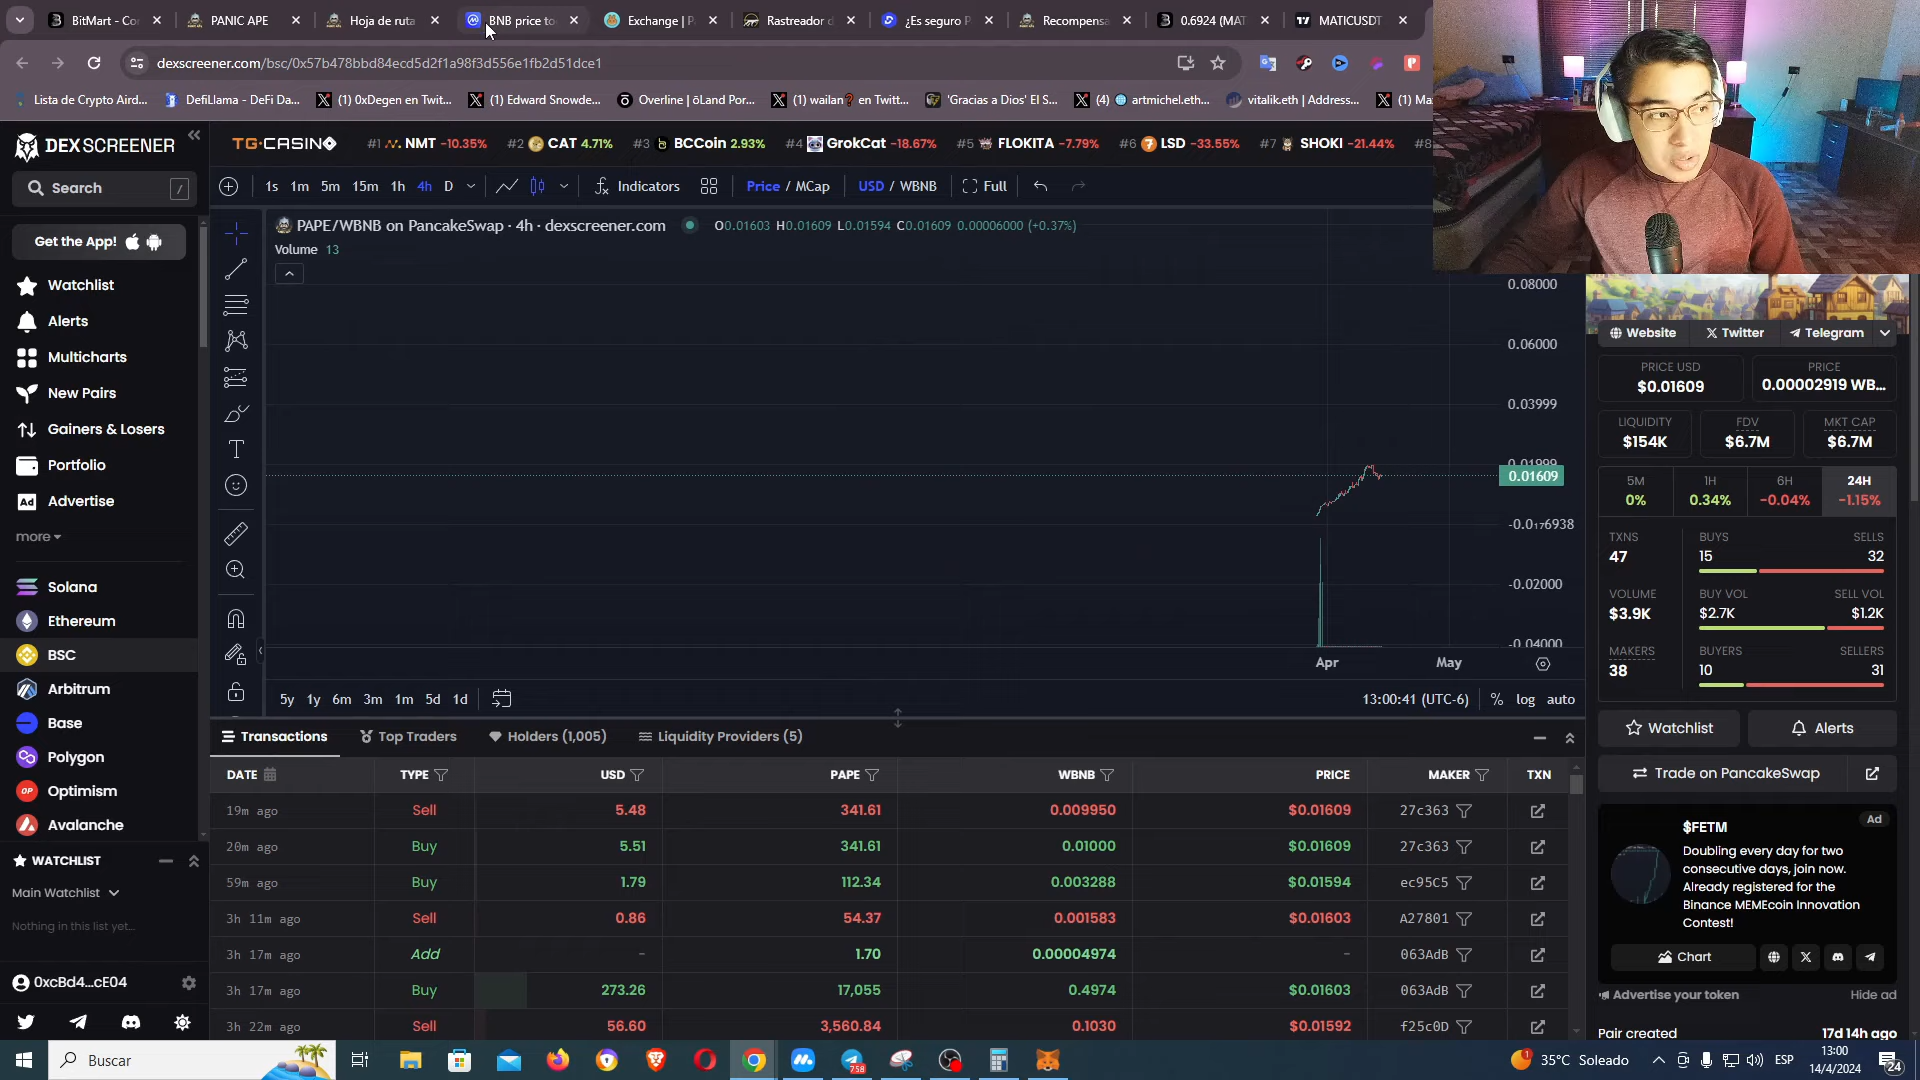 BitMart - Co
PANIC APE
Hoja de ruta
BNB price to
Exchange | P
Rastreador d
¿Es seguro P
Recompensa
0.6924 (MAT
MATICUSDT
dexscreener.com/bsc/0x57b478bbd84ecd5d2f1a98f3d556e1fb2d51dce1
Lista de Crypto Aird...
DefiLlama - DeFi Da...
(1) 0xDegen en Twit...
(1) Edward Snowde...
Overline | ōLand Por...
(1) wailan❓ en Twitt...
'Gracias a Dios' El S...
(4) 🌐 artmichel.eth...
vitalik.eth | Address...
(1) Ma
DEX SCREENER
TG.CASINO
#1 NMT -10.35%
#2 CAT 4.71%
#3 BCCoin 2.93%
#4 GrokCat -18.67%
#5 FLOKITA -7.79%
#6 LSD -33.55%
#7 SHOKI -21.44%
#8
Search /
1s 1m 5m 15m 1h 4h D
Indicators
Price / MCap
USD / WBNB
Full
Get the App!
PAPE/WBNB on PancakeSwap · 4h · dexscreener.com
O0.01603 H0.01609 L0.01594 C0.01609 0.00006000 (+0.37%)
Volume 13
Watchlist
Alerts
Multicharts
New Pairs
Gainers & Losers
Portfolio
Ad Advertise
more
Solana
Ethereum
BSC
Arbitrum
Base
Polygon
OP Optimism
Avalanche
WATCHLIST
Main Watchlist
Nothing in this list yet...
0xcBd4...cE04
0.08000
0.06000
0.03999
0.01999
0.01609
-0.0₁76938
-0.02000
-0.04000
Apr
May
5y 1y 6m 3m 1m 5d 1d
13:00:41 (UTC-6) % log auto
Transactions
Top Traders
Holders (1,005)
Liquidity Providers (5)
DATE TYPE USD PAPE WBNB PRICE MAKER TXN
19m ago Sell 5.48 341.61 0.009950 $0.01609 27c363
20m ago Buy 5.51 341.61 0.01000 $0.01609 27c363
59m ago Buy 1.79 112.34 0.003288 $0.01594 ec95C5
3h 11m ago Sell 0.86 54.37 0.001583 $0.01603 A27801
3h 17m ago Add - 1.70 0.00004974 - 063AdB
3h 17m ago Buy 273.26 17,055 0.4974 $0.01603 063AdB
3h 22m ago Sell 56.60 3,560.84 0.1030 $0.01592 f25c0D
Website Twitter Telegram
PRICE USD
$0.01609
PRICE
0.00002919 WB...
LIQUIDITY
$154K
FDV
$6.7M
MKT CAP
$6.7M
5M
0%
1H
0.34%
6H
-0.04%
24H
-1.15%
TXNS
47
BUYS
15
SELLS
32
VOLUME
$3.9K
BUY VOL
$2.7K
SELL VOL
$1.2K
MAKERS
38
BUYERS
10
SELLERS
31
Watchlist
Alerts
Trade on PancakeSwap
Ad
$FETM
Doubling every day for two
consecutive days, join now.
Already registered for the
Binance MEMEcoin Innovation
Contest!
Chart
Advertise your token
Hide ad
Pair created
17d 14h ago
Buscar
758
1
35°C Soleado
ESP
13:00
14/4/2024
24